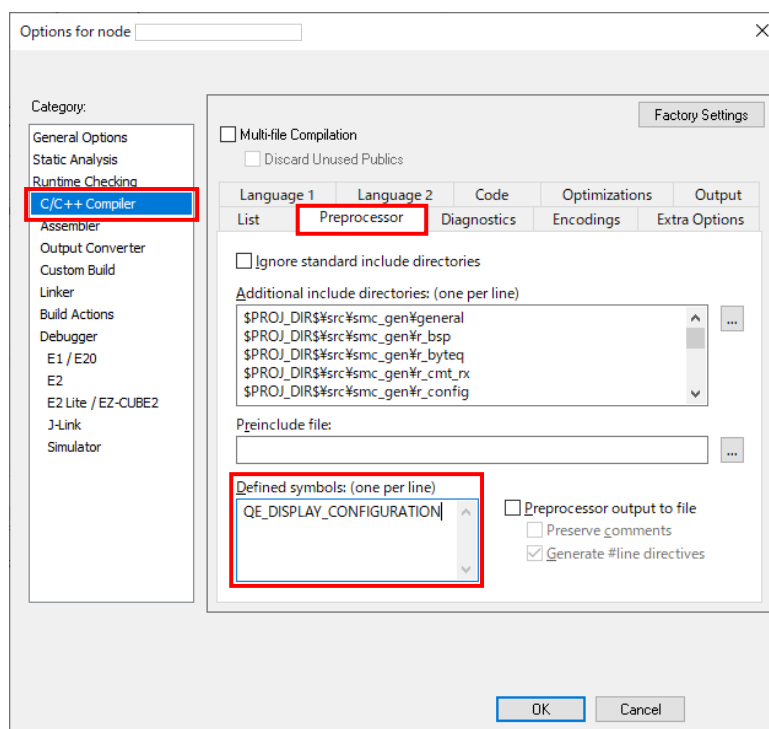 Options for node
Category:
General Options
Static Analysis
Runtime Checking
C/C++ Compiler
Assembler
Output Converter
Custom Build
Linker
Build Actions
Debugger
E1 / E20
E2
E2 Lite / EZ-CUBE2
J-Link
Simulator
Factory Settings
Multi-file Compilation
Discard Unused Publics
Language 1 Language 2 Code Optimizations Output
List Preprocessor Diagnostics Encodings Extra Options
Ignore standard include directories
Additional include directories: (one per line)
$PROJ_DIR$¥src¥smc_gen¥general
$PROJ_DIR$¥src¥smc_gen¥r_bsp
$PROJ_DIR$¥src¥smc_gen¥r_byteq
$PROJ_DIR$¥src¥smc_gen¥r_cmt_rx
$PROJ_DIR$¥src¥smc_gen¥r_config
...
Preinclude file:
...
Defined symbols: (one per line)
QE_DISPLAY_CONFIGURATION
Preprocessor output to file
Preserve comments
Generate #line directives
OK Cancel